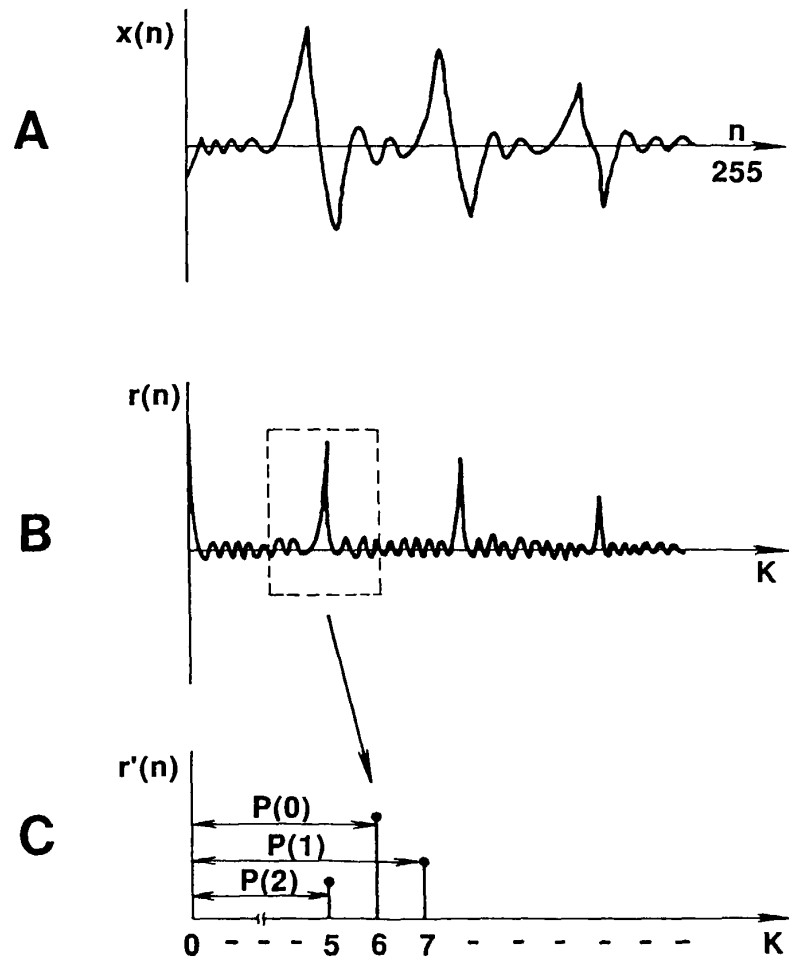 x(n)
A
n
255
r(n)
B
K
r'(n)
C
P(0)
P(1)
P(2)
0 - - - 5 6 7 - - - - - K